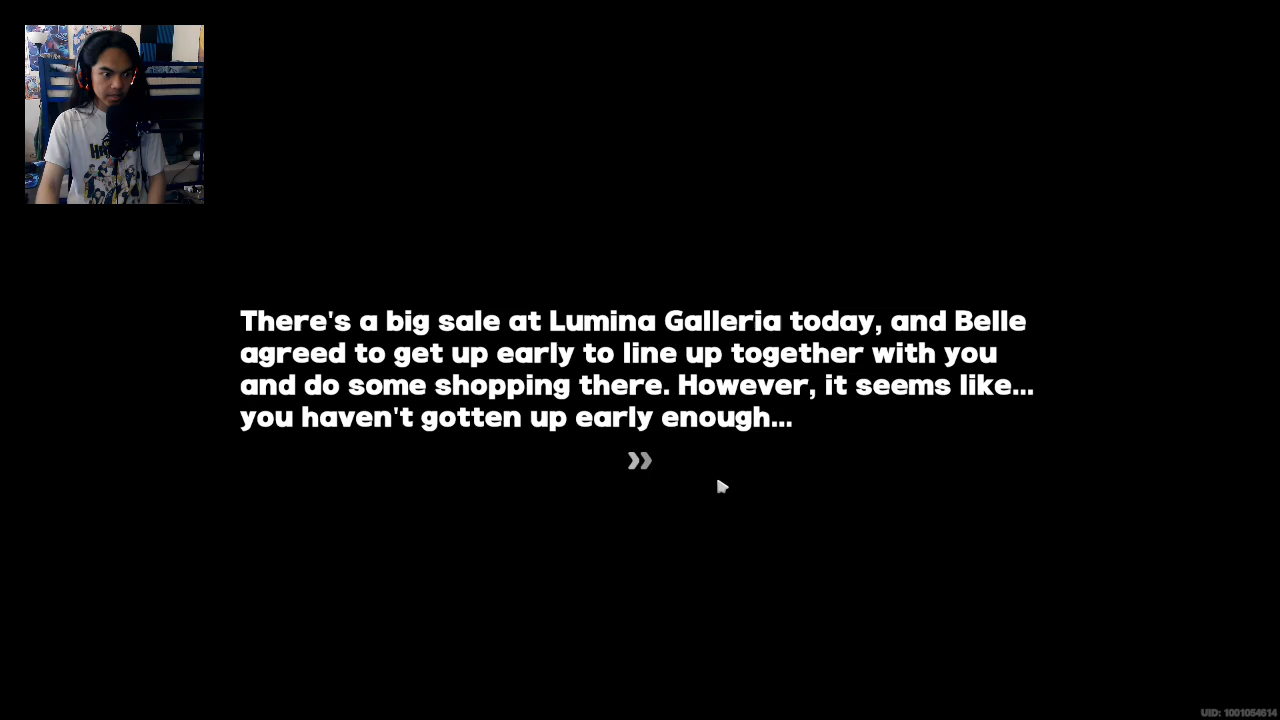 There's a big sale at Lumina Galleria today, and Belle
agreed to get up early to line up together with you
and do some shopping there. However, it seems like...
you haven't gotten up early enough...
UID: 1001054614